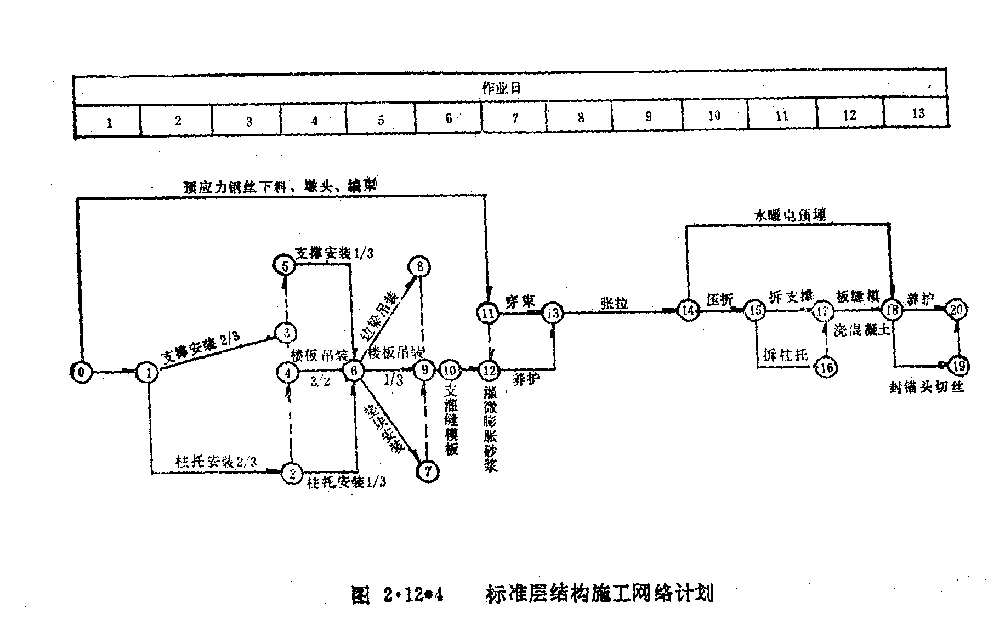 作业日
1 2 3 4 5 6 7 8 9 10 11 12 13
预应力钢丝下料、墩头、编束
水暖电预埋
支撑安装1/3
5
8
支撑安装2/3
3
边梁吊装
11
穿束
13
张拉
14
压折
15
拆支撑
17
板缝模
18
养护
20
浇混凝土
0
1
4
楼板吊装
2/2
6
楼板吊装
1/3
9
10
12
养护
拆柱托
16
19
封锚头切丝
支灌缝模板
灌微膨胀砂浆
柱托安装2/3
2
柱托安装1/3
安装
7
图 2·12•4 标准层结构施工网络计划